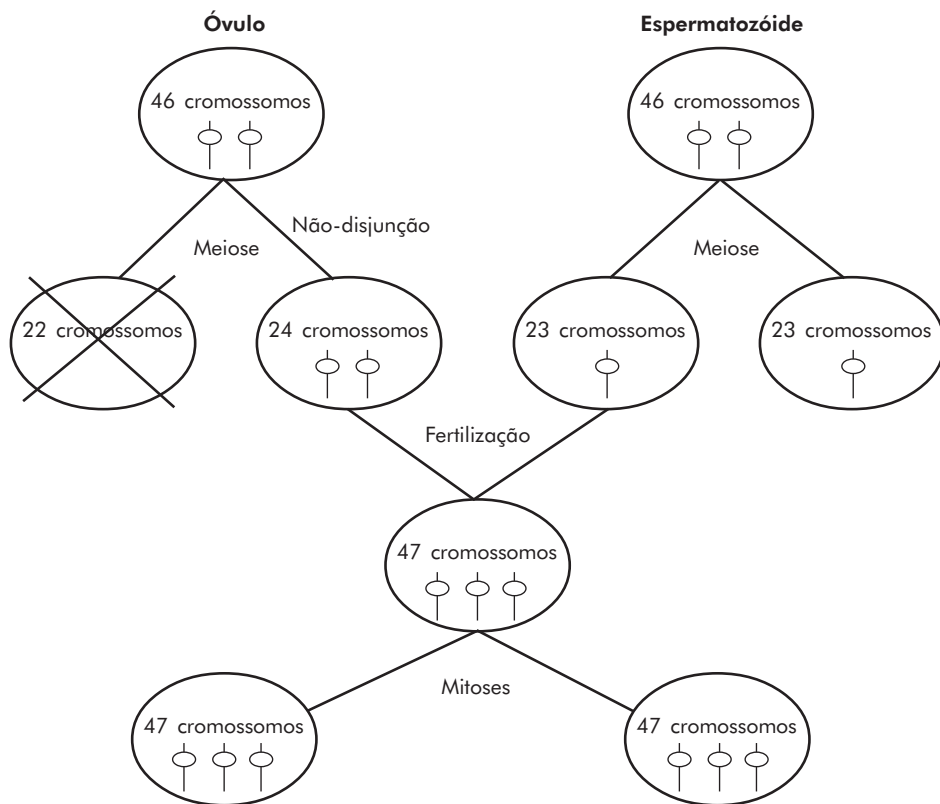 Óvulo
Espermatozóide
46 cromossomos
46 cromossomos
Não-disjunção
Meiose
Meiose
22 cromossomos
24 cromossomos
23 cromossomos
23 cromossomos
Fertilização
47 cromossomos
Mitoses
47 cromossomos
47 cromossomos